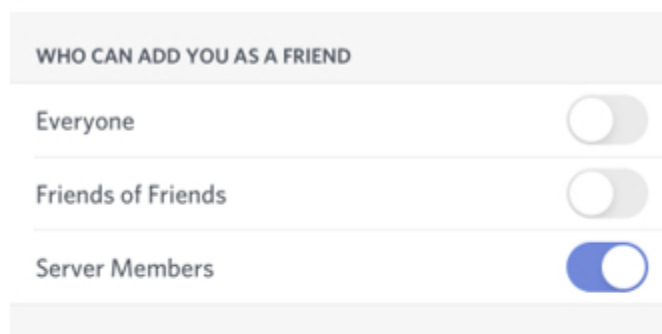 WHO CAN ADD YOU AS A FRIEND
Everyone
Friends of Friends
Server Members